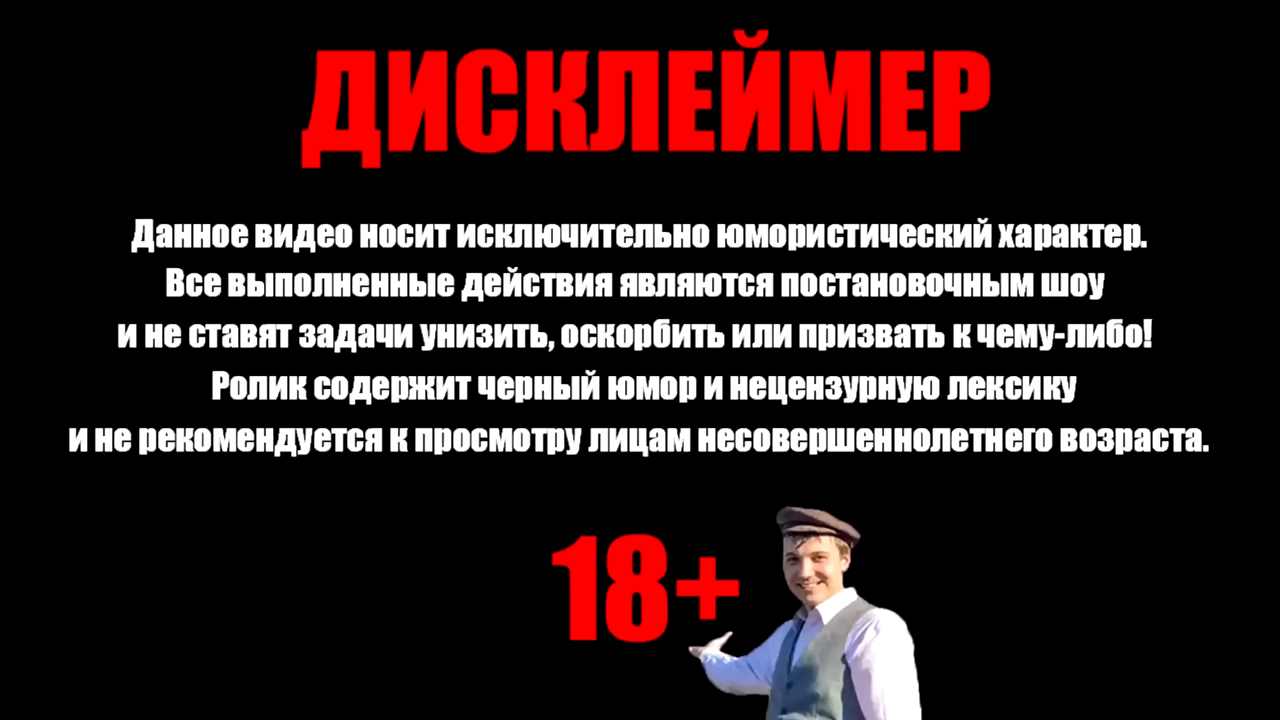 ДИСКЛЕЙМЕР
Данное видео носит исключительно юмористический характер.
Все выполненные действия являются постановочным шоу
и не ставят задачи унизить, оскорбить или призвать к чему-либо!
Ролик содержит черный юмор и нецензурную лексику
и не рекомендуется к просмотру лицам несовершеннолетнего возраста.
18+